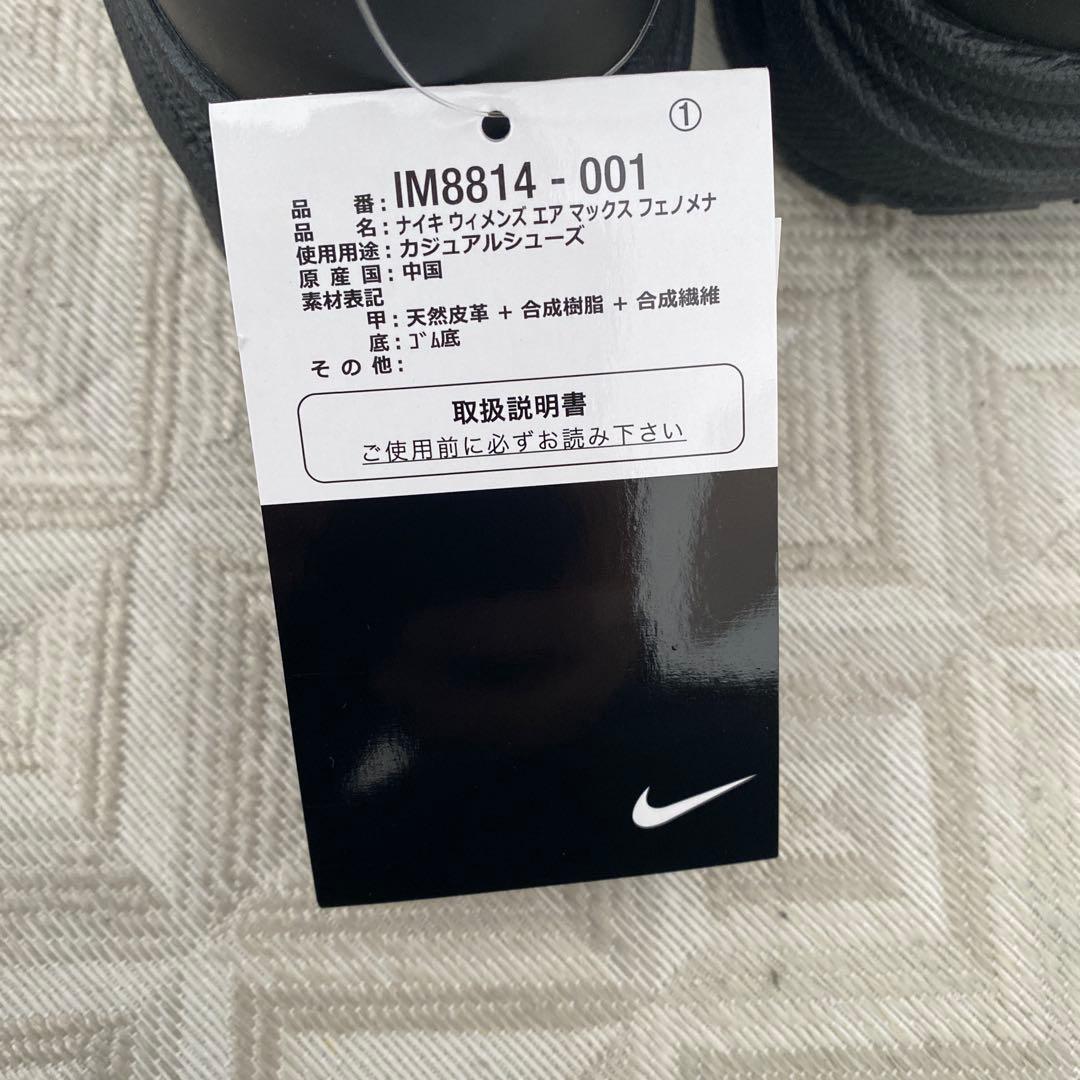 ①
品 番: IM8814 - 001
品 名: ナイキ ウィメンズ エア マックス フェノメナ
使用用途: カジュアルシューズ
原産国: 中国
素材表記
甲: 天然皮革 + 合成樹脂 + 合成繊維
底: ｺﾞﾑ底
その他:
取扱説明書
ご使用前に必ずお読み下さい